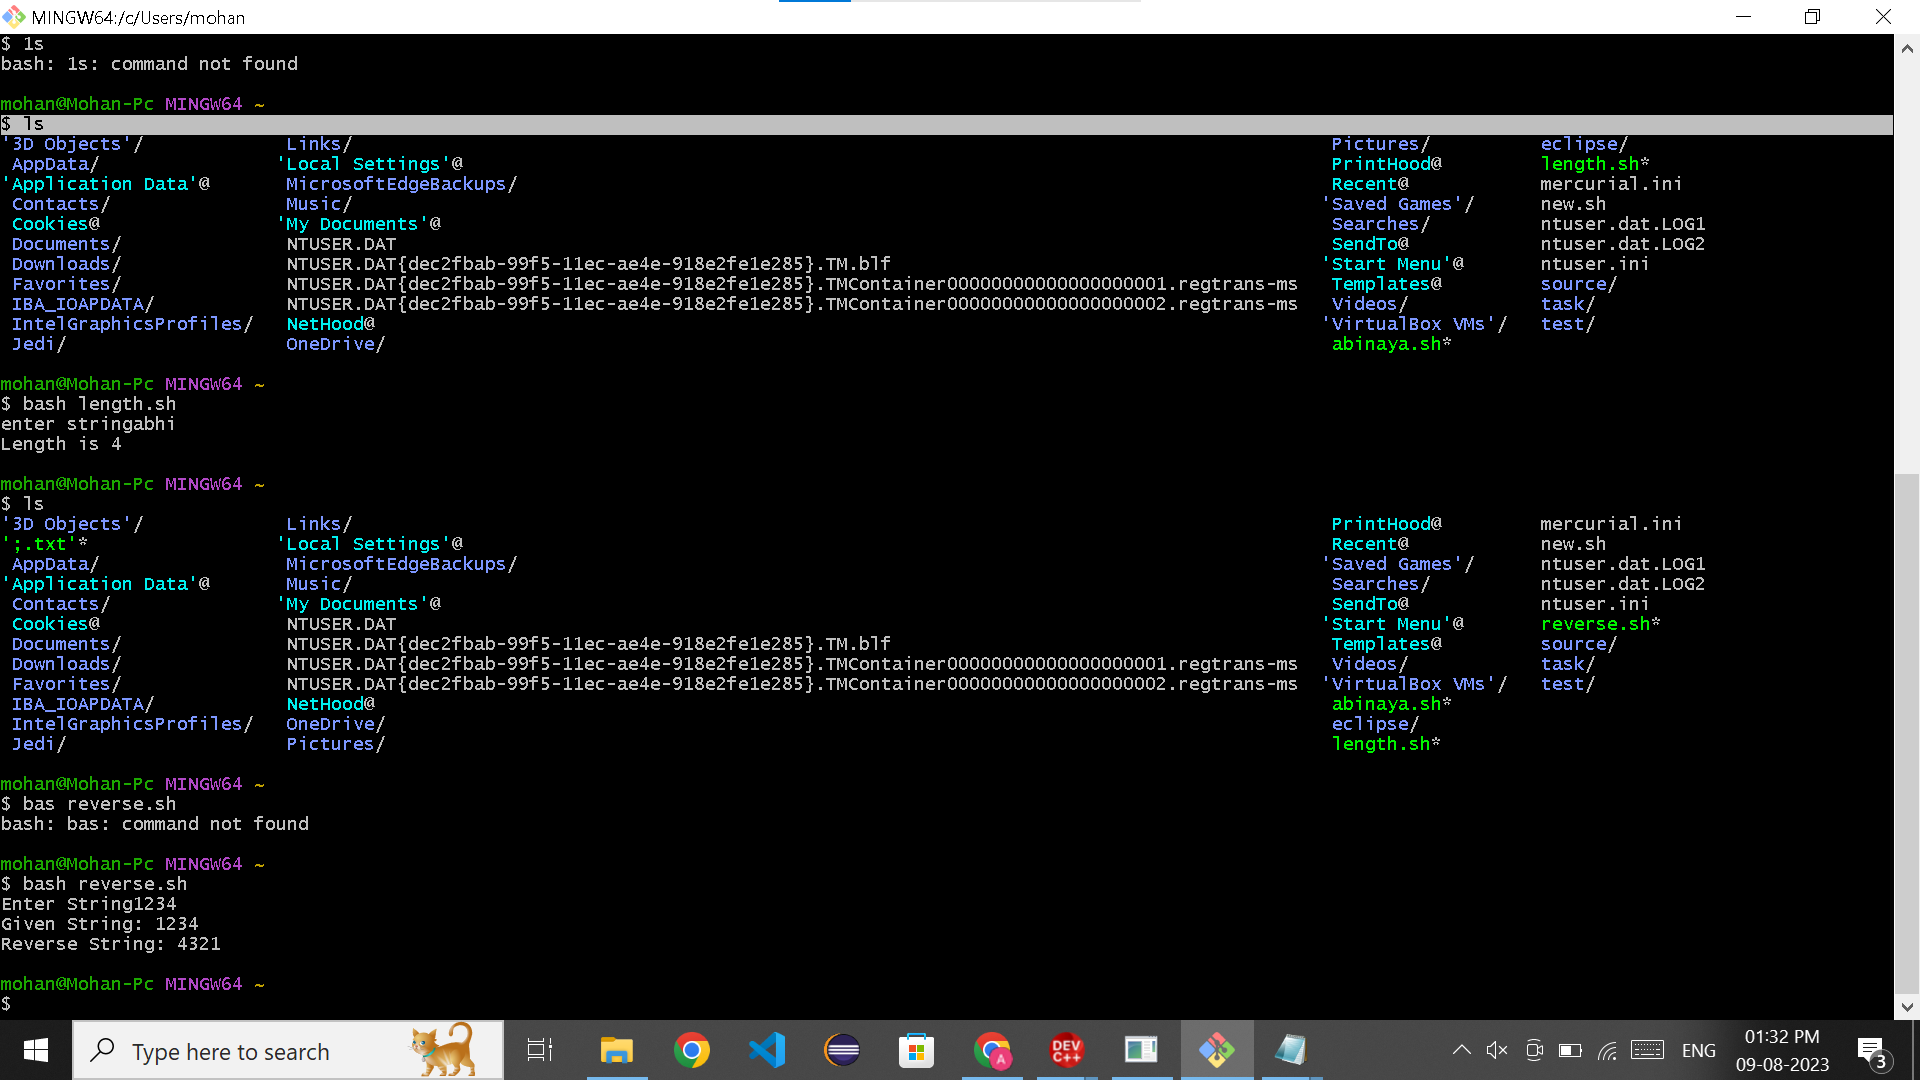 MINGW64:/c/Users/mohan
$ 1s
bash: 1s: command not found
mohan@Mohan-Pc MINGW64 ~
$ ls
'3D Objects'/ Links/ Pictures/ eclipse/
AppData/ 'Local Settings'@ PrintHood@ length.sh*
'Application Data'@ MicrosoftEdgeBackups/ Recent@ mercurial.ini
Contacts/ Music/ 'Saved Games'/ new.sh
Cookies@ 'My Documents'@ Searches/ ntuser.dat.LOG1
Documents/ NTUSER.DAT SendTo@ ntuser.dat.LOG2
Downloads/ NTUSER.DAT{dec2fbab-99f5-11ec-ae4e-918e2fe1e285}.TM.blf 'Start Menu'@ ntuser.ini
Favorites/ NTUSER.DAT{dec2fbab-99f5-11ec-ae4e-918e2fe1e285}.TMContainer00000000000000000001.regtrans-ms Templates@ source/
IBA_IOAPDATA/ NTUSER.DAT{dec2fbab-99f5-11ec-ae4e-918e2fe1e285}.TMContainer00000000000000000002.regtrans-ms Videos/ task/
IntelGraphicsProfiles/ NetHood@ 'VirtualBox VMs'/ test/
Jedi/ OneDrive/ abinaya.sh*
mohan@Mohan-Pc MINGW64 ~
$ bash length.sh
enter stringabhi
Length is 4
mohan@Mohan-Pc MINGW64 ~
$ ls
'3D Objects'/ Links/ PrintHood@ mercurial.ini
';.txt'* 'Local Settings'@ Recent@ new.sh
AppData/ MicrosoftEdgeBackups/ 'Saved Games'/ ntuser.dat.LOG1
'Application Data'@ Music/ Searches/ ntuser.dat.LOG2
Contacts/ 'My Documents'@ SendTo@ ntuser.ini
Cookies@ NTUSER.DAT 'Start Menu'@ reverse.sh*
Documents/ NTUSER.DAT{dec2fbab-99f5-11ec-ae4e-918e2fe1e285}.TM.blf Templates@ source/
Downloads/ NTUSER.DAT{dec2fbab-99f5-11ec-ae4e-918e2fe1e285}.TMContainer00000000000000000001.regtrans-ms Videos/ task/
Favorites/ NTUSER.DAT{dec2fbab-99f5-11ec-ae4e-918e2fe1e285}.TMContainer00000000000000000002.regtrans-ms 'VirtualBox VMs'/ test/
IBA_IOAPDATA/ NetHood@ abinaya.sh*
IntelGraphicsProfiles/ OneDrive/ eclipse/
Jedi/ Pictures/ length.sh*
mohan@Mohan-Pc MINGW64 ~
$ bas reverse.sh
bash: bas: command not found
mohan@Mohan-Pc MINGW64 ~
$ bash reverse.sh
Enter String1234
Given String: 1234
Reverse String: 4321
mohan@Mohan-Pc MINGW64 ~
$
Type here to search
A
DEV C++
ENG
01:32 PM
09-08-2023
3